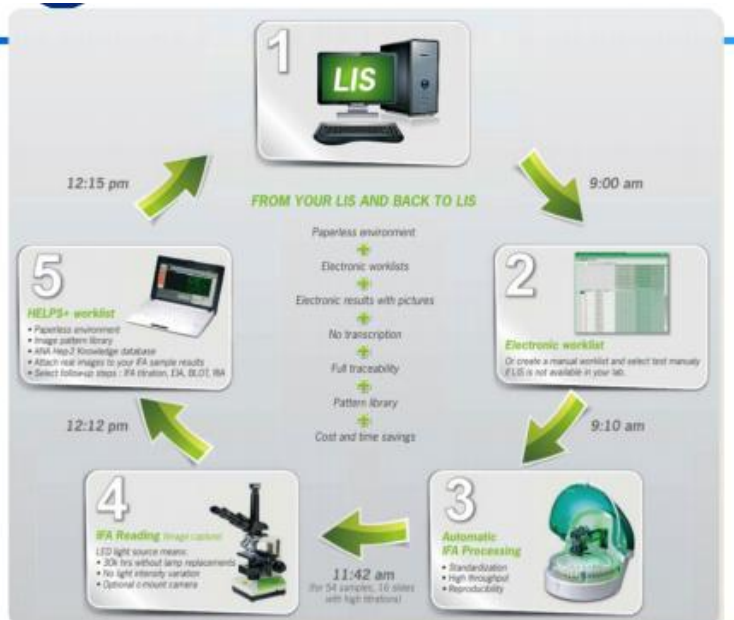 1
LIS
12:15 pm
9:00 am
FROM YOUR LIS AND BACK TO LIS
Paperless environment
+
Electronic worklists
+
Electronic results with pictures
+
No transcription
+
Full traceability
+
Pattern library
+
Cost and time savings
5
HELPS+ worklist
• Paperless environment
• Image pattern library
• ANA Hep-2 Knowledge database
• Attach real images to your IFA sample results
• Select follow-up steps : IFA titration, EIA, BLOT, RIA
2
Electronic worklist
Or create a manual worklist and select test manualy
if LIS is not available in your lab.
12:12 pm
9:10 am
4
IFA Reading (image capture)
LED light source means:
• 30k hrs without lamp replacements
• No light intensity variation
• Optional c-mount camera
11:42 am
(for 54 samples, 16 slides
with high titrations)
3
Automatic
IFA Processing
• Standardization
• High throughput
• Reproducibility